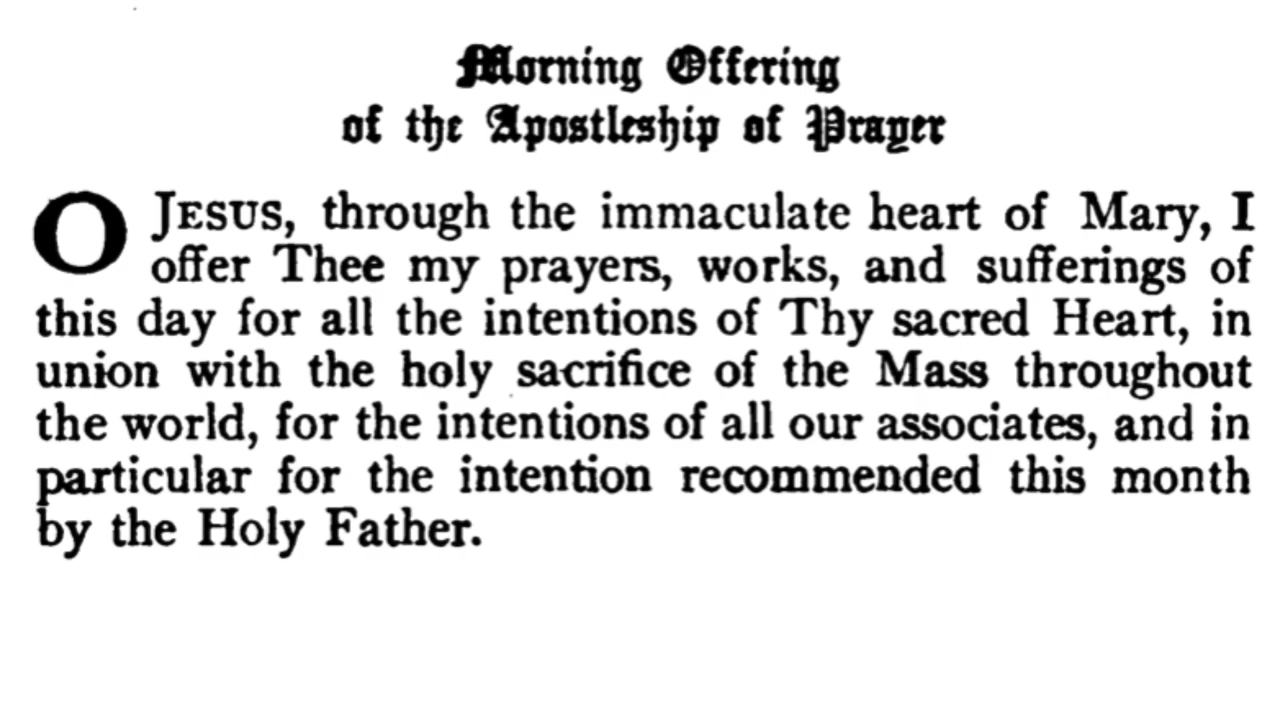 Morning Offering
of the Apostleship of Prayer
O JESUS, through the immaculate heart of Mary, I
offer Thee my prayers, works, and sufferings of
this day for all the intentions of Thy sacred Heart, in
union with the holy sacrifice of the Mass throughout
the world, for the intentions of all our associates, and in
particular for the intention recommended this month
by the Holy Father.